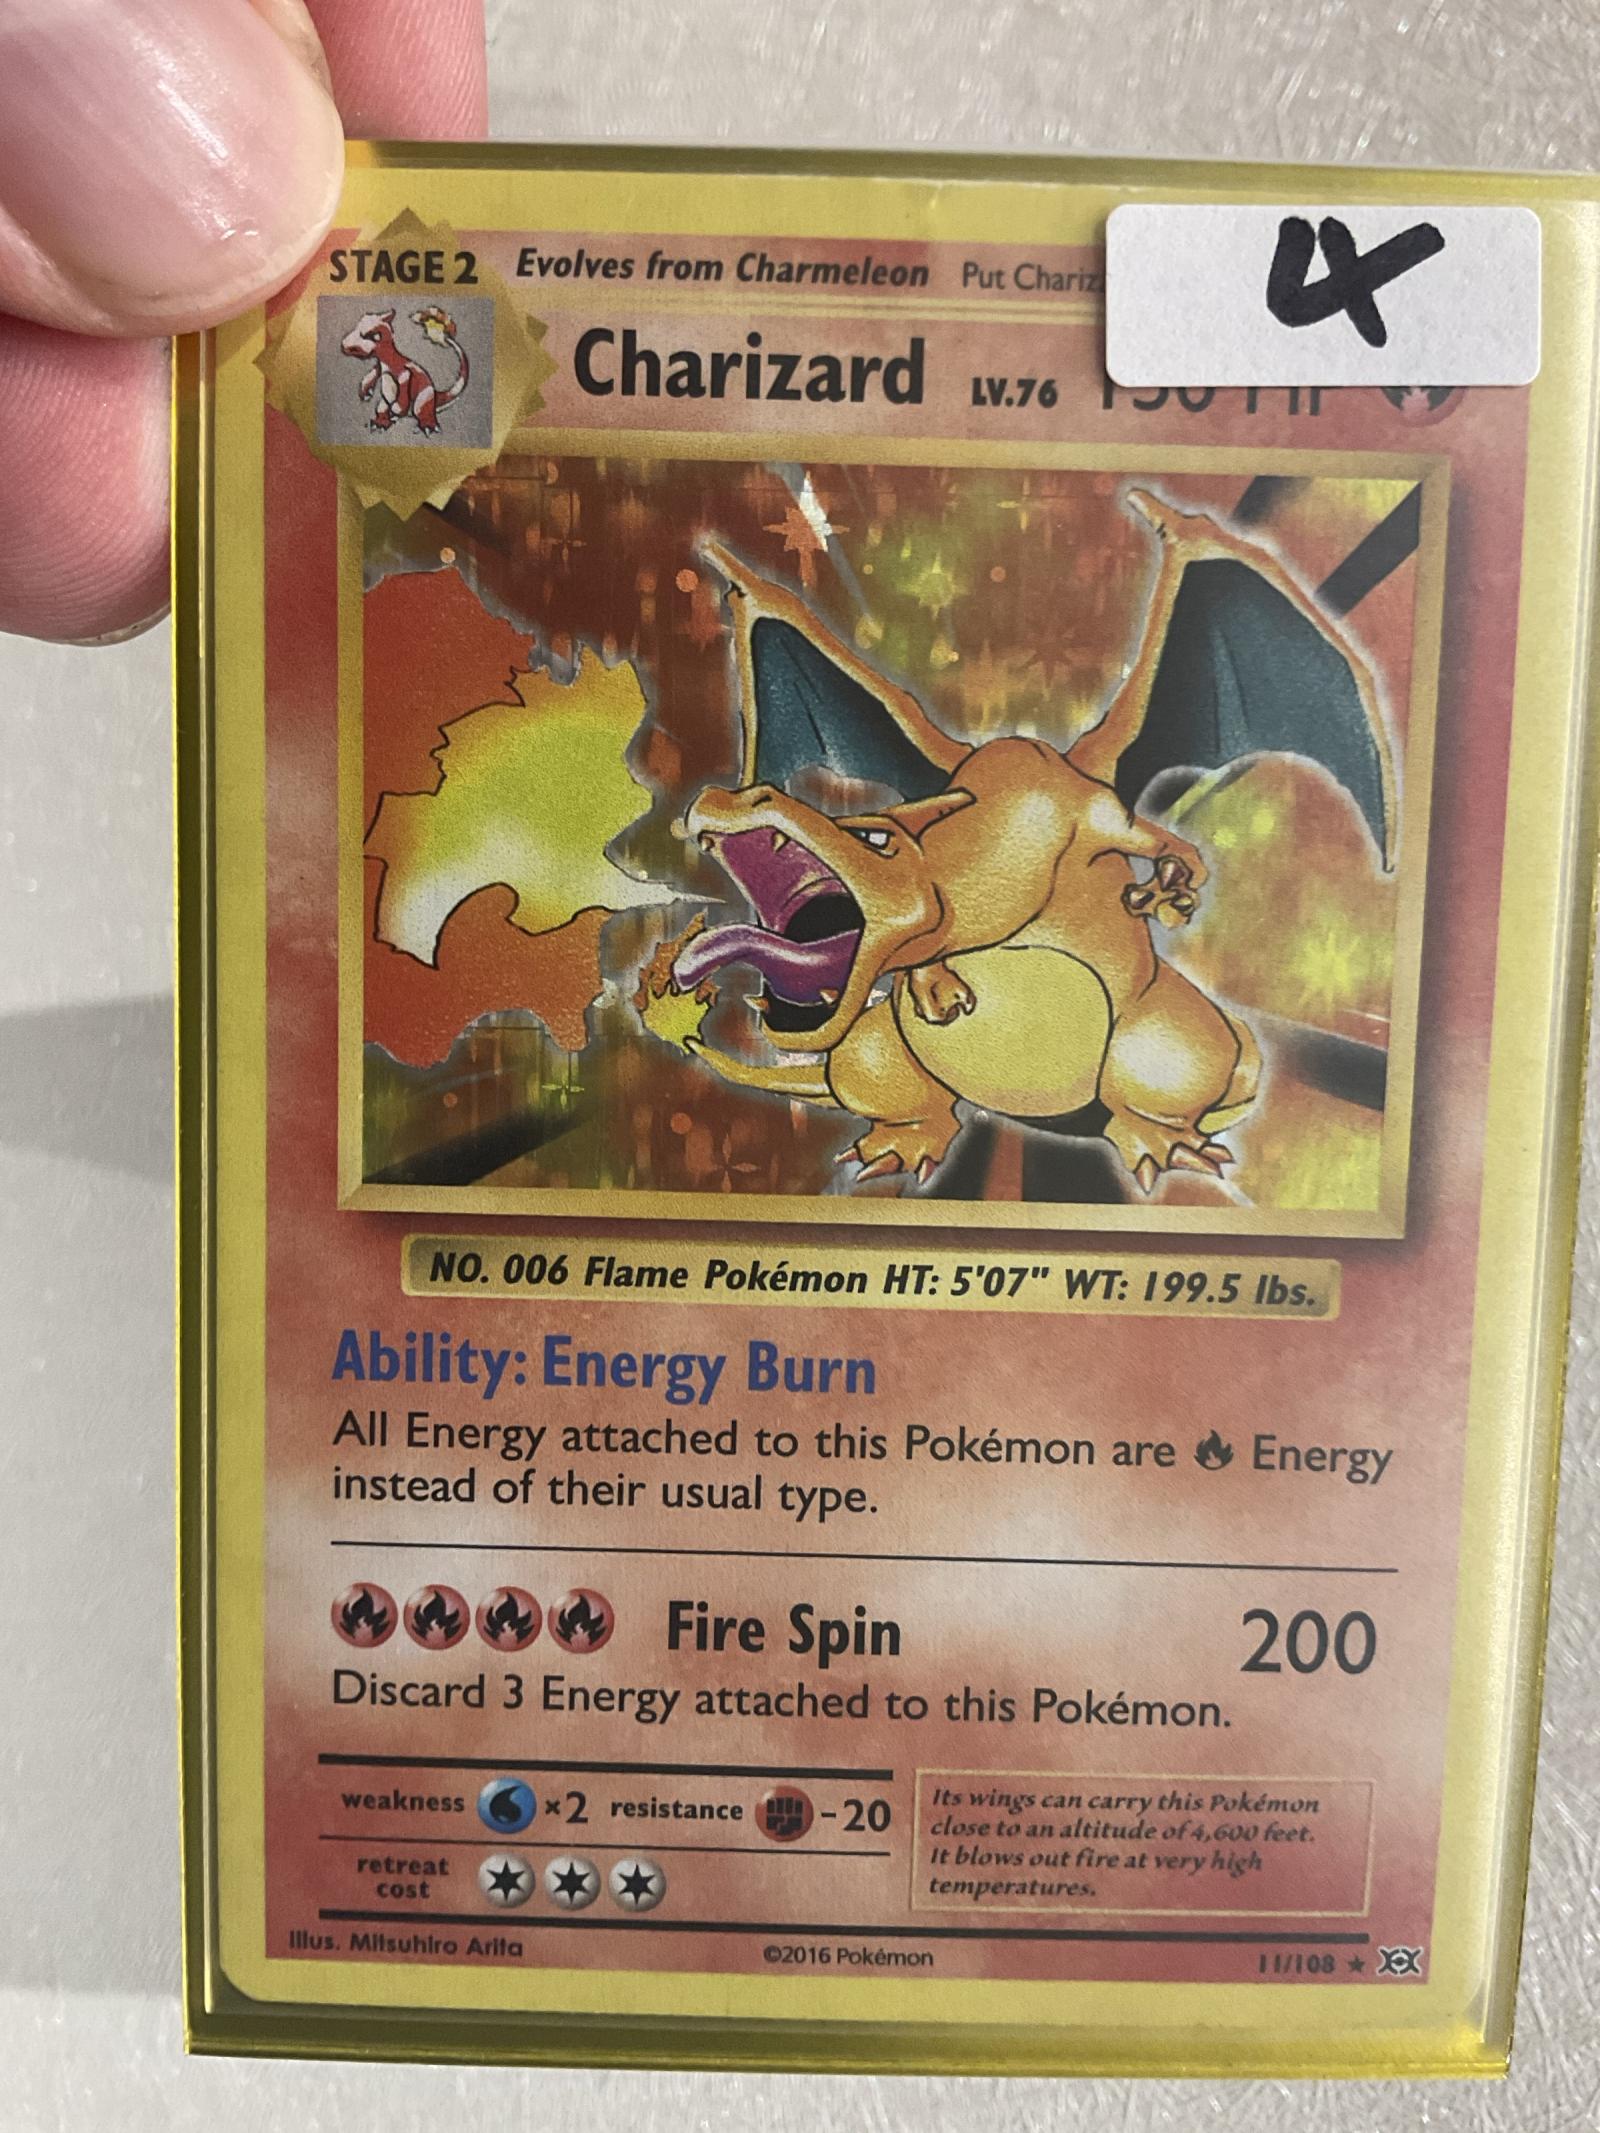 4
STAGE 2 Evolves from Charmeleon Put
Charizard LV.76
NO. 006 Flame Pokémon HT: 5'07" WT: 199.5 lbs.
Ability: Energy Burn
All Energy attached to this Pokémon are Energy
instead of their usual type.
Fire Spin 200
Discard 3 Energy attached to this Pokémon.
weakness ×2 resistance -20
retreat
cost
Its wings can carry this Pokémon
close to an altitude of 4,600 feet.
It blows out fire at very high
temperatures.
Illus. Mitsuhiro Arita ©2016 Pokémon 11/108